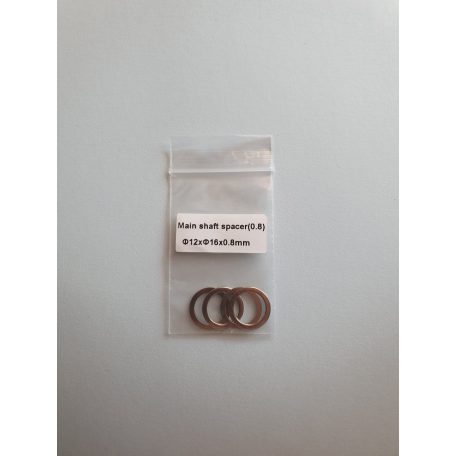 Main shaft spacer(0.8)
Φ12xΦ16x0.8mm